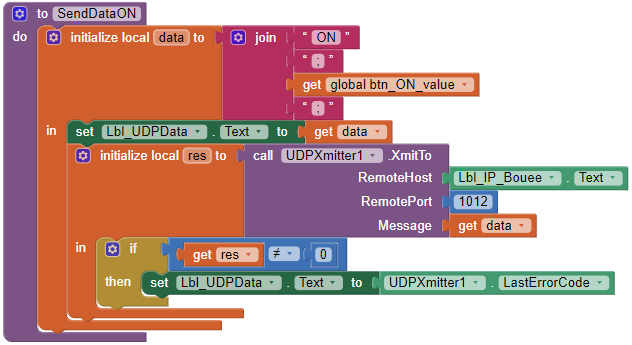 to SendDataON
do initialize local data to join " ON "
" ; "
get global btn_ON_value
" ; "
in set Lbl_UDPData . Text to get data
initialize local res to call UDPXmitter1 .XmitTo
RemoteHost Lbl_IP_Bouee . Text
RemotePort 1012
Message get data
in if get res ≠ 0
then set Lbl_UDPData . Text to UDPXmitter1 . LastErrorCode